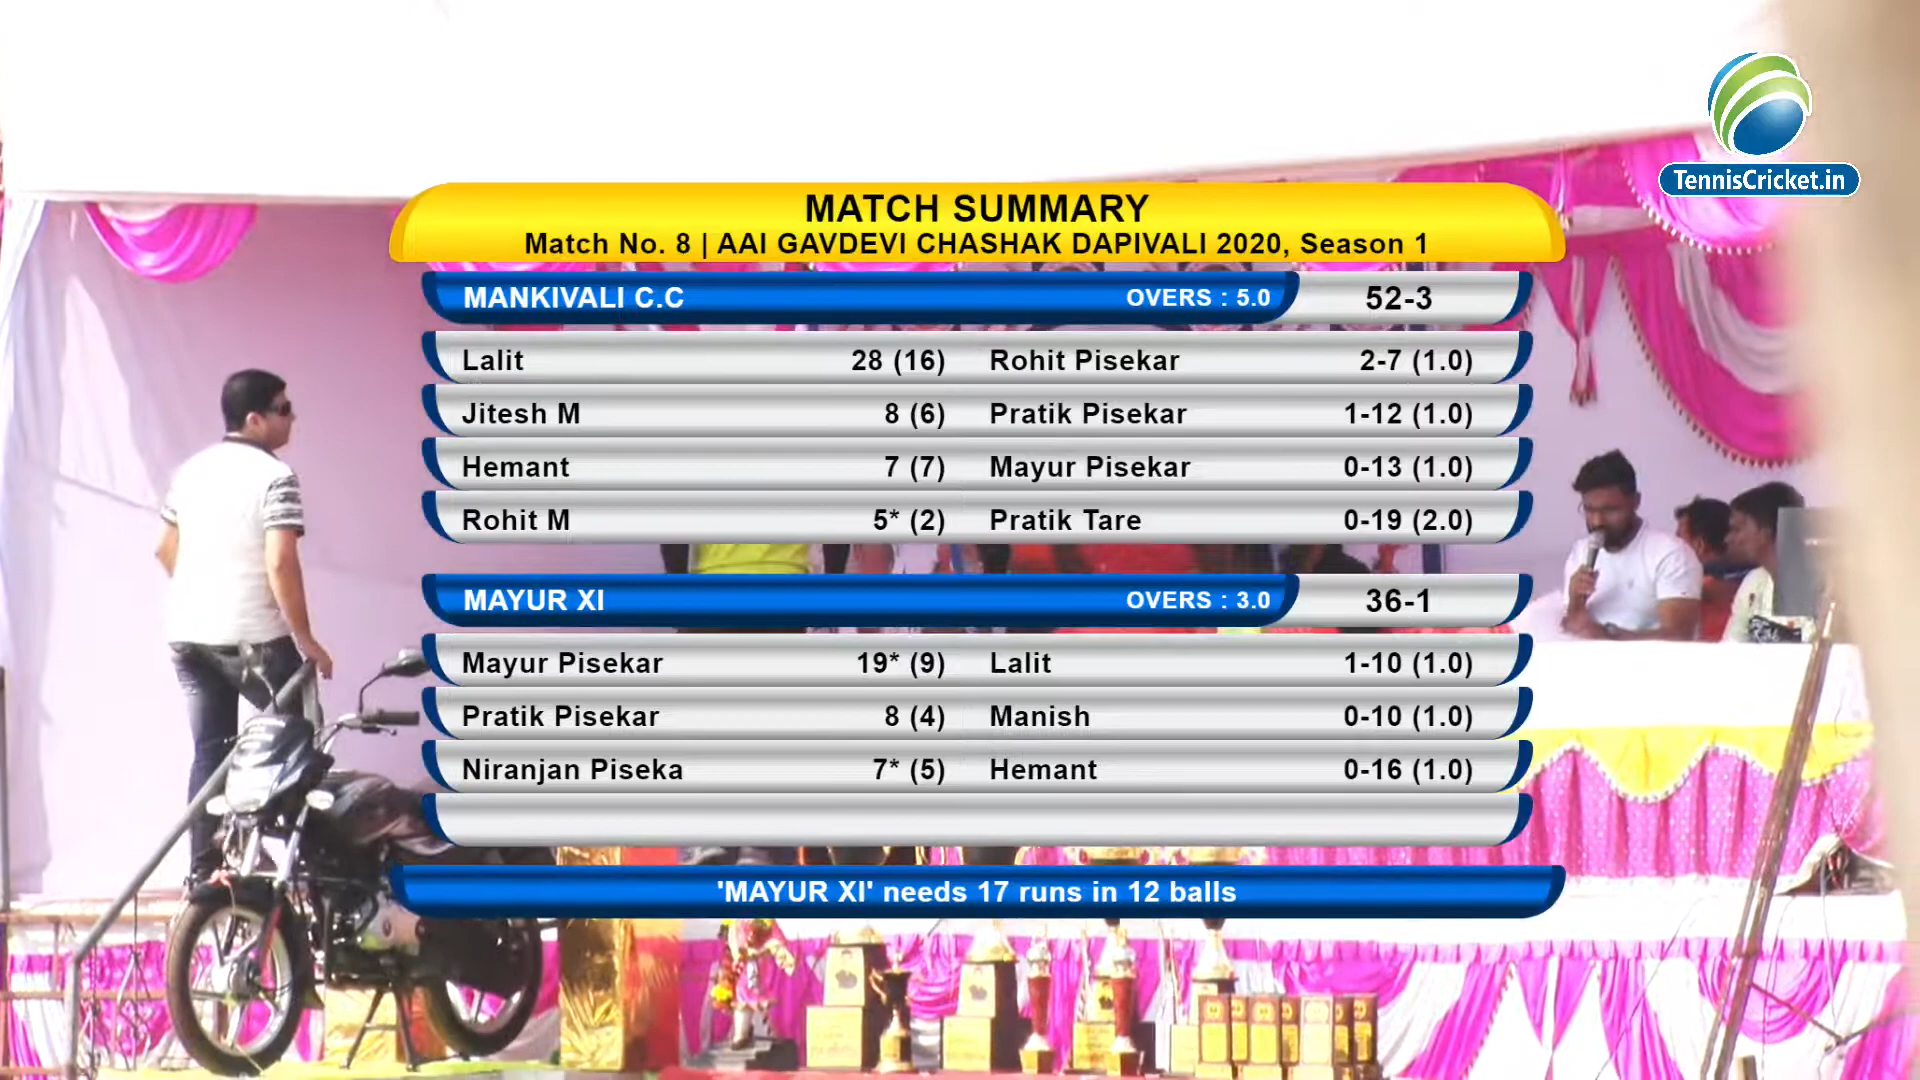 TennisCricket.in
MATCH SUMMARY
Match No. 8 | AAI GAVDEVI CHASHAK DAPIVALI 2020, Season 1
MANKIVALI C.C OVERS : 5.0 52-3
Lalit 28 (16) Rohit Pisekar 2-7 (1.0)
Jitesh M 8 (6) Pratik Pisekar 1-12 (1.0)
Hemant 7 (7) Mayur Pisekar 0-13 (1.0)
Rohit M 5* (2) Pratik Tare 0-19 (2.0)
MAYUR XI OVERS : 3.0 36-1
Mayur Pisekar 19* (9) Lalit 1-10 (1.0)
Pratik Pisekar 8 (4) Manish 0-10 (1.0)
Niranjan Piseka 7* (5) Hemant 0-16 (1.0)
'MAYUR XI' needs 17 runs in 12 balls